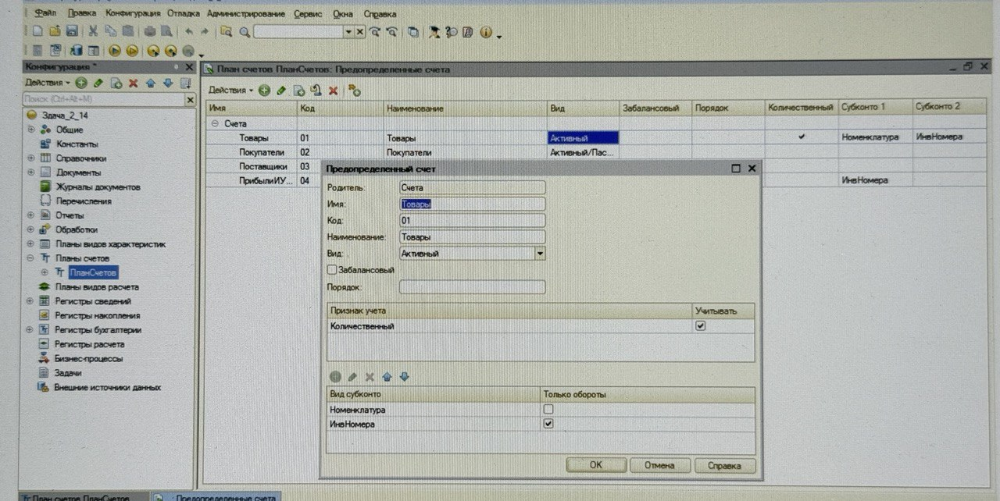 Файл Правка Конфигурация Отладка Администрирование Сервис Окна Справка
Конфигурация *
Действия
Поиск (Ctrl+Alt+M)
Здача_2_14
Общие
Константы
Справочники
Документы
Журналы документов
Перечисления
Отчеты
Обработки
Планы видов характеристик
Планы счетов
ПланСчетов
Планы видов расчета
Регистры сведений
Регистры накопления
Регистры бухгалтерии
Регистры расчета
Бизнес-процессы
Задачи
Внешние источники данных
План счетов ПланСчетов: Предопределенные счета
Действия
Имя Код Наименование Вид Забалансовый Порядок Количественный Субконто 1 Субконто 2
Счета
Товары 01 Товары Активный Номенклатура ИнвНомера
Покупатели 02 Покупатели Активный/Пас...
Поставщики 03
ПрибылиИУ... 04 ИнвНомера
Предопределенный счет
Родитель: Счета
Имя: Товары
Код: 01
Наименование: Товары
Вид: Активный
Забалансовый
Порядок:
Признак учета Учитывать
Количественный
Вид субконто Только обороты
Номенклатура
ИнвНомера
OK Отмена Справка
План счетов ПланСчетов
...: Предопределенные счета